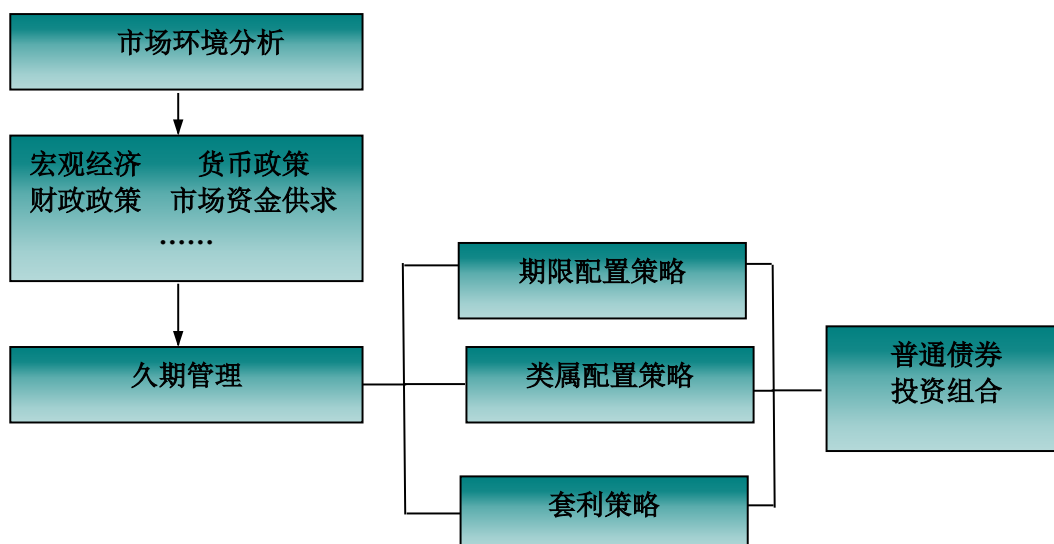 市场环境分析
宏观经济 货币政策
财政政策 市场资金供求
……
久期管理
期限配置策略
类属配置策略
套利策略
普通债券
投资组合